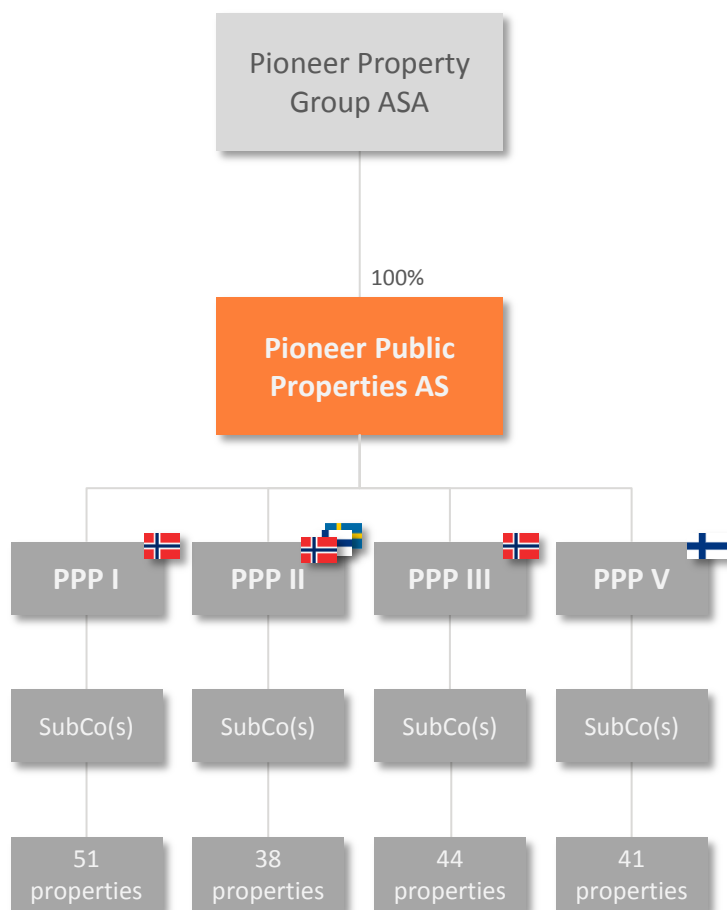 Pioneer Property
Group ASA
100%
Pioneer Public
Properties AS
PPP I
PPP II
PPP III
PPP V
SubCo(s)
SubCo(s)
SubCo(s)
SubCo(s)
51
properties
38
properties
44
properties
41
properties